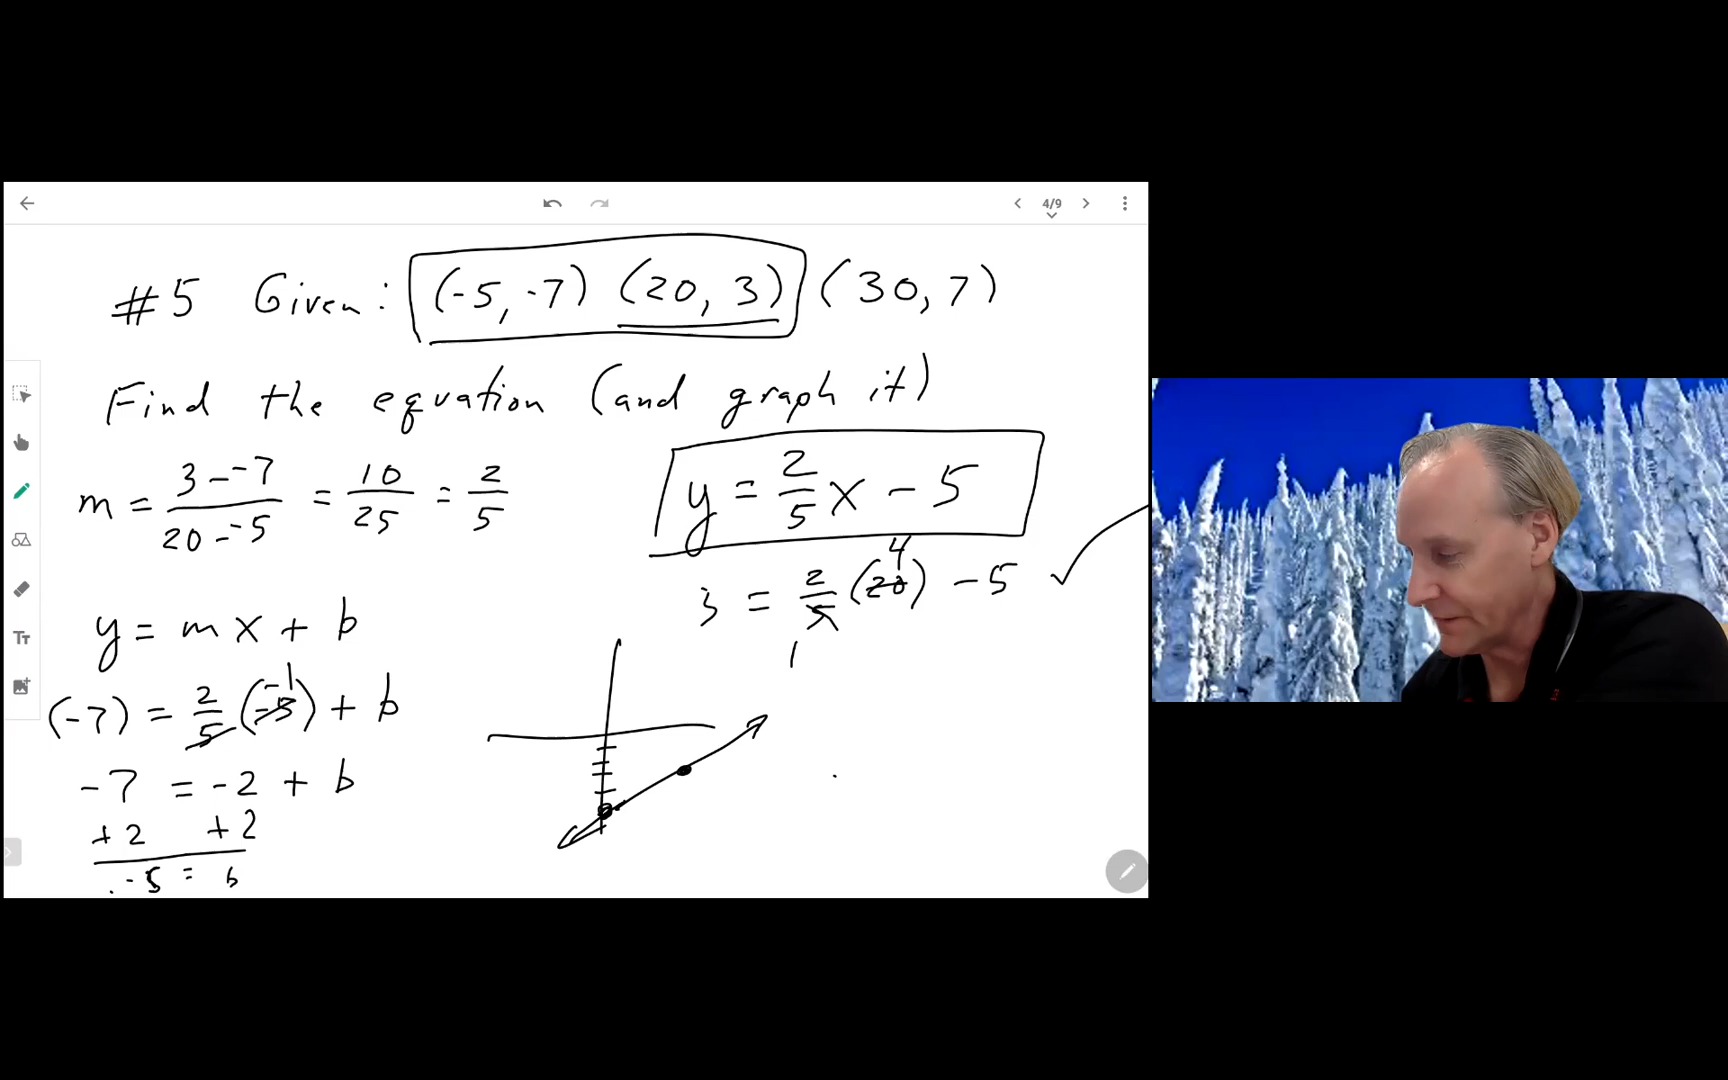 4/9
#5 Given: (-5, -7) (20, 3) (30, 7)
Find the equation (and graph it)
m = 3 - -7 / 20 - -5 = 10/25 = 2/5
y = 2/5 x - 5
3 = 2/5 (20) - 5 ✓
4
1
y = mx + b
(-7) = 2/5 (-5) + b
-1
-7 = -2 + b
+2 +2
-5 = b
Tт